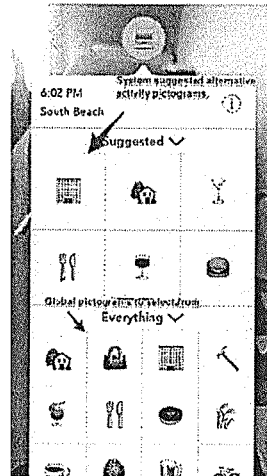 System suggested alternative
activity pictograms.
6:02 PM
South Beach
Suggested
Global pictograms to select from
Everything